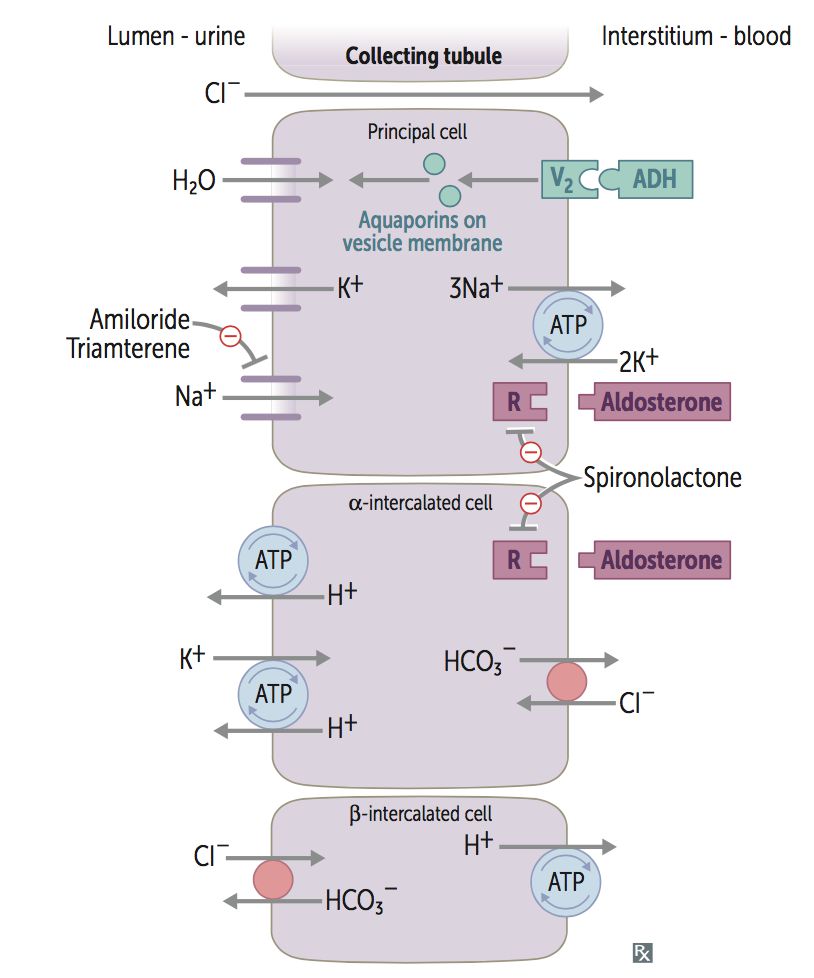 Lumen - urine
Collecting tubule
Interstitium - blood
Cl⁻
Principal cell
H₂O
V₂
ADH
Aquaporins on
vesicle membrane
K⁺
3Na⁺
Amiloride
Triamterene
ATP
2K⁺
Na⁺
R
Aldosterone
Spironolactone
α-intercalated cell
ATP
R
Aldosterone
H⁺
K⁺
HCO₃⁻
ATP
Cl⁻
H⁺
β-intercalated cell
H⁺
Cl⁻
ATP
HCO₃⁻
Rx